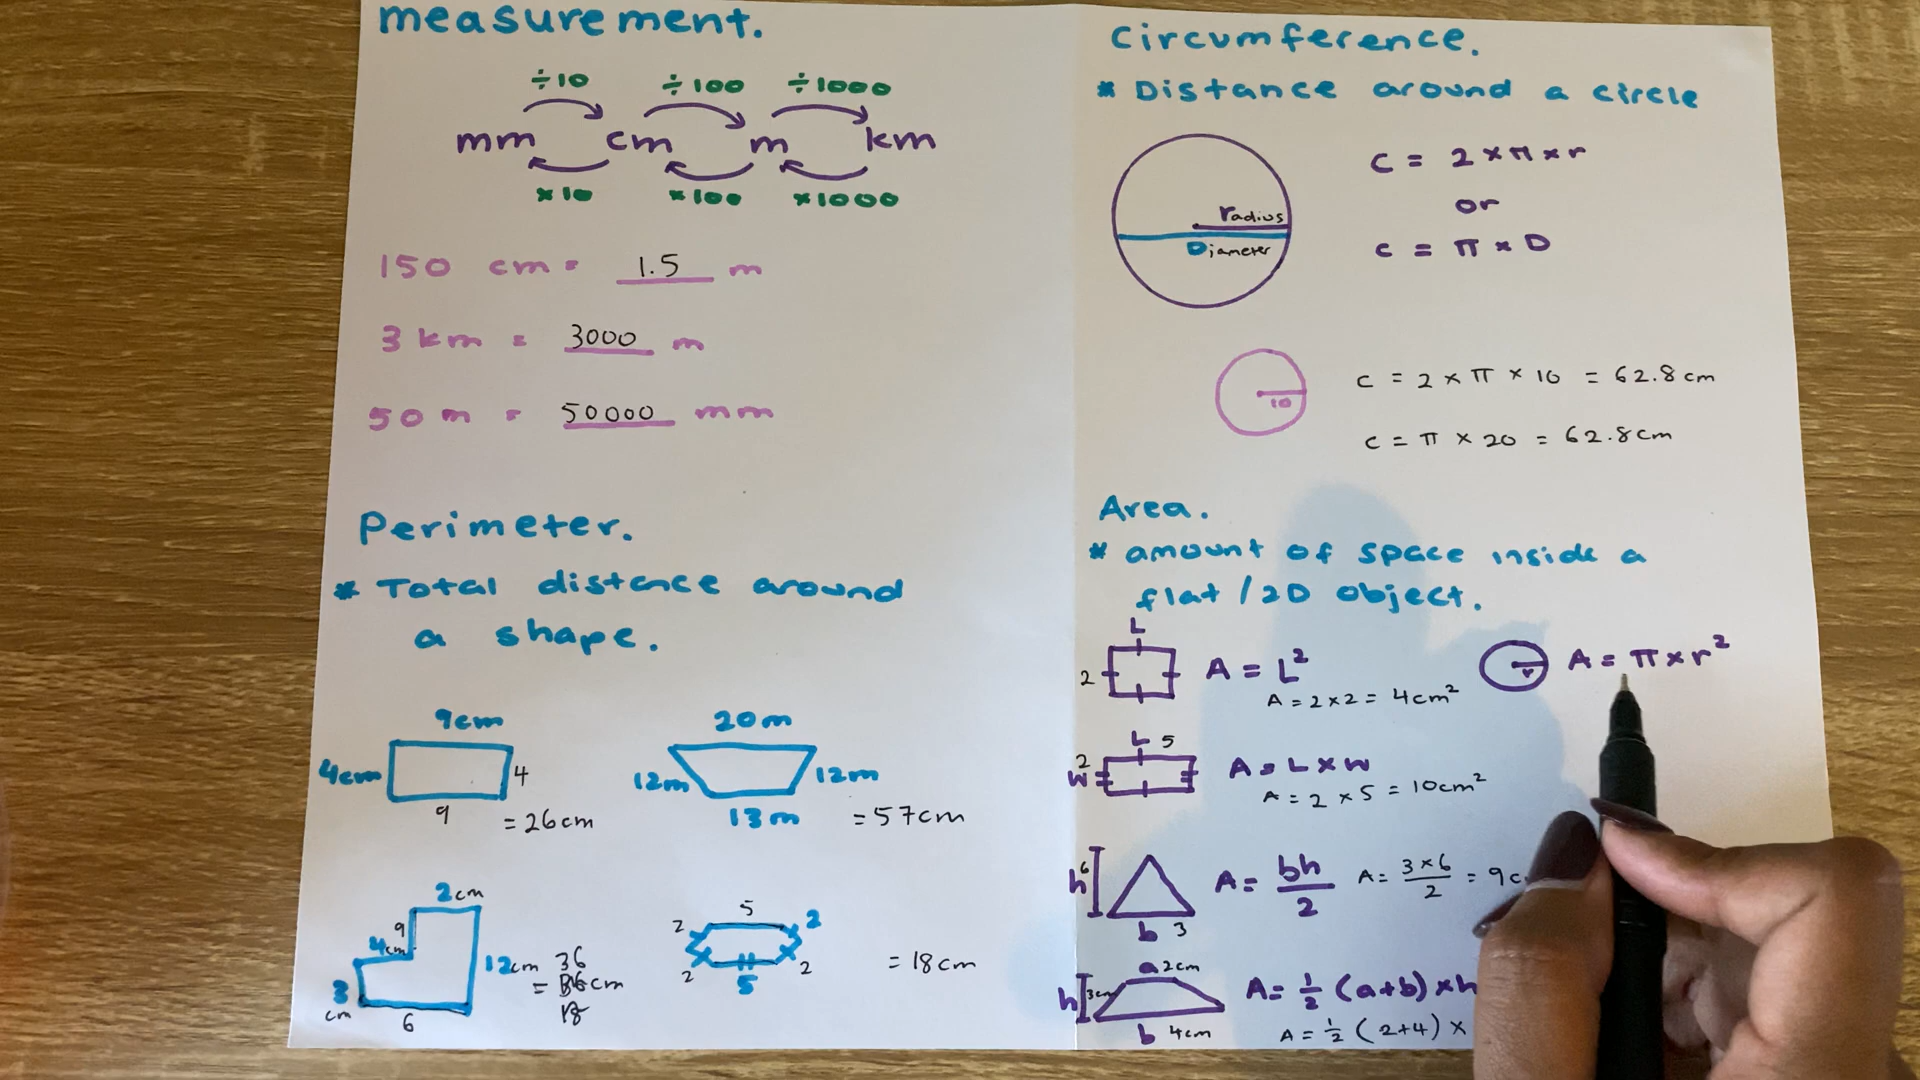 measurement.
÷10 ÷100 ÷1000
mm cm m km
×10 ×100 ×1000
150 cm = 1.5 m
3 km = 3000 m
50 m = 50000 mm
Perimeter.
* Total distance around
a shape.
9cm
4cm 4
9 = 26cm
20m
12m 12m
13m = 57cm
2cm
9
4cm
12cm 36
3 cm = cm
6
5
2 2
2 2
5
= 18cm
Circumference.
* Distance around a circle
radius
Diameter
C = 2 × π × r
or
C = π × D
10
C = 2 × π × 10 = 62.8cm
C = π × 20 = 62.8cm
Area.
* amount of space inside a
flat / 2D object.
L
2 A = L²
A = 2 × 2 = 4cm²
r A = π × r²
L 5
2
W A = L × W
A = 2 × 5 = 10cm²
6
h A = bh/2 A = 3×6/2 = 9c
b 3
a 2cm
h 3cm A = ½ (a+b) × h
b 4cm A = ½ (2+4) ×